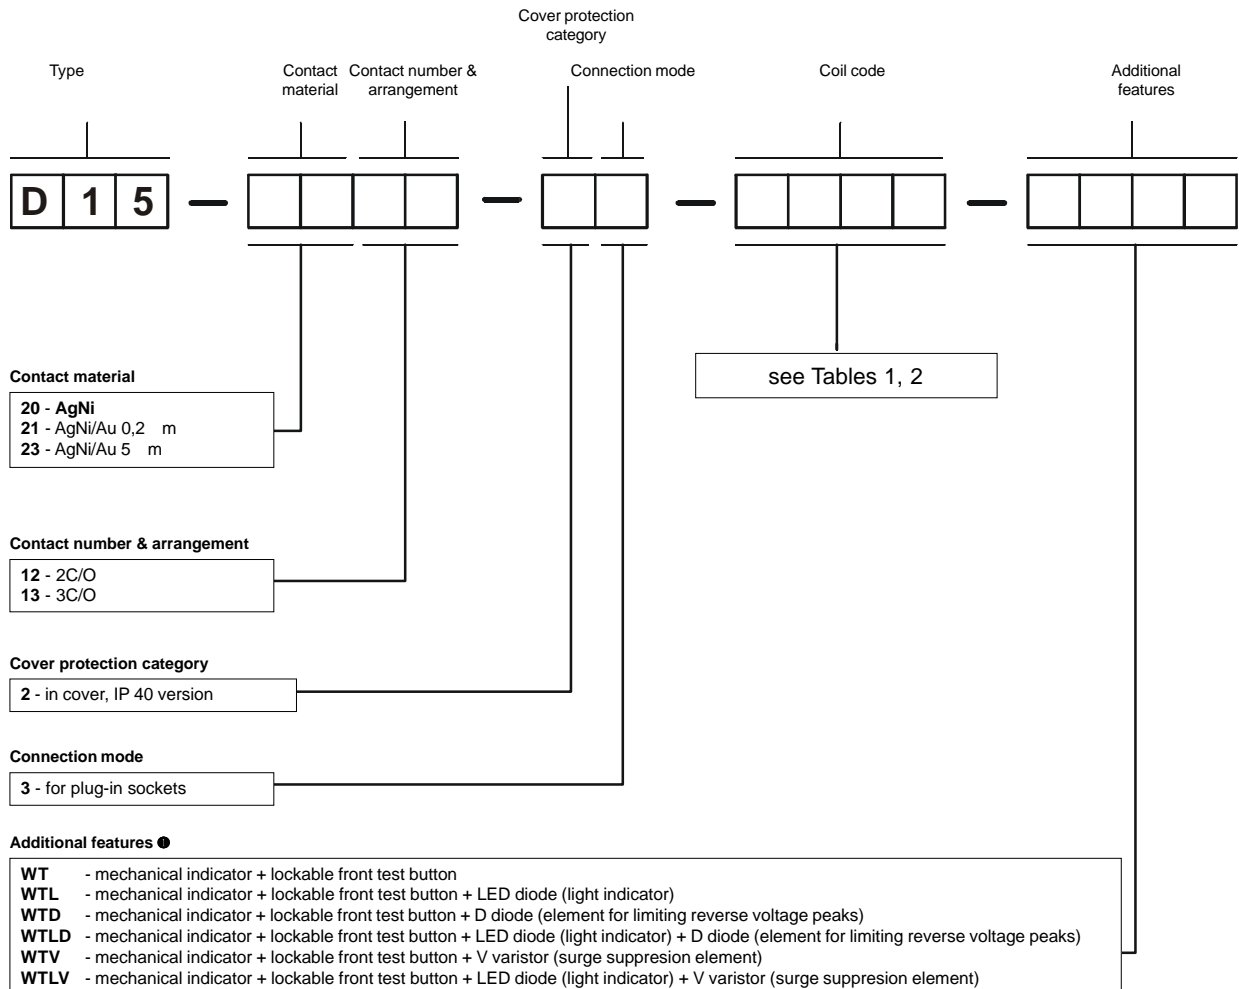 Cover protection
category
Type
Contact
material
Contact number &
arrangement
Connection mode
Coil code
Additional
features
D 1 5 — — — —
see Tables 1, 2
Contact material
20 - AgNi
21 - AgNi/Au 0,2 m
23 - AgNi/Au 5 m
Contact number & arrangement
12 - 2C/O
13 - 3C/O
Cover protection category
2 - in cover, IP 40 version
Connection mode
3 - for plug-in sockets
Additional features ❶
WT - mechanical indicator + lockable front test button
WTL - mechanical indicator + lockable front test button + LED diode (light indicator)
WTD - mechanical indicator + lockable front test button + D diode (element for limiting reverse voltage peaks)
WTLD - mechanical indicator + lockable front test button + LED diode (light indicator) + D diode (element for limiting reverse voltage peaks)
WTV - mechanical indicator + lockable front test button + V varistor (surge suppresion element)
WTLV - mechanical indicator + lockable front test button + LED diode (light indicator) + V varistor (surge suppresion element)